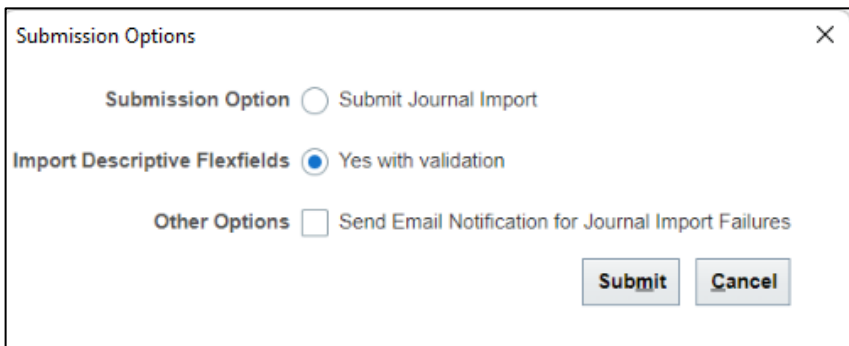 Submission Options
Submission Option Submit Journal Import
Import Descriptive Flexfields Yes with validation
Other Options Send Email Notification for Journal Import Failures
Submit Cancel